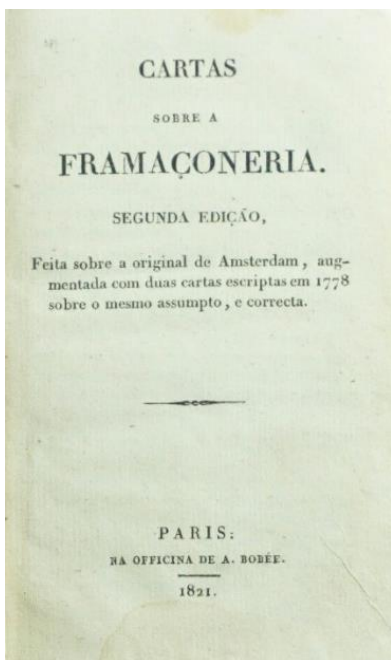 CARTAS
SOBRE A
FRAMAÇONERIA.
SEGUNDA EDIÇÃO,
Feita sobre a original de Amsterdam, aug-
mentada com duas cartas escriptas em 1778
sobre o mesmo assumpto, e correcta.
PARIS:
NA OFFICINA DE A. BOBÉE.
1821.